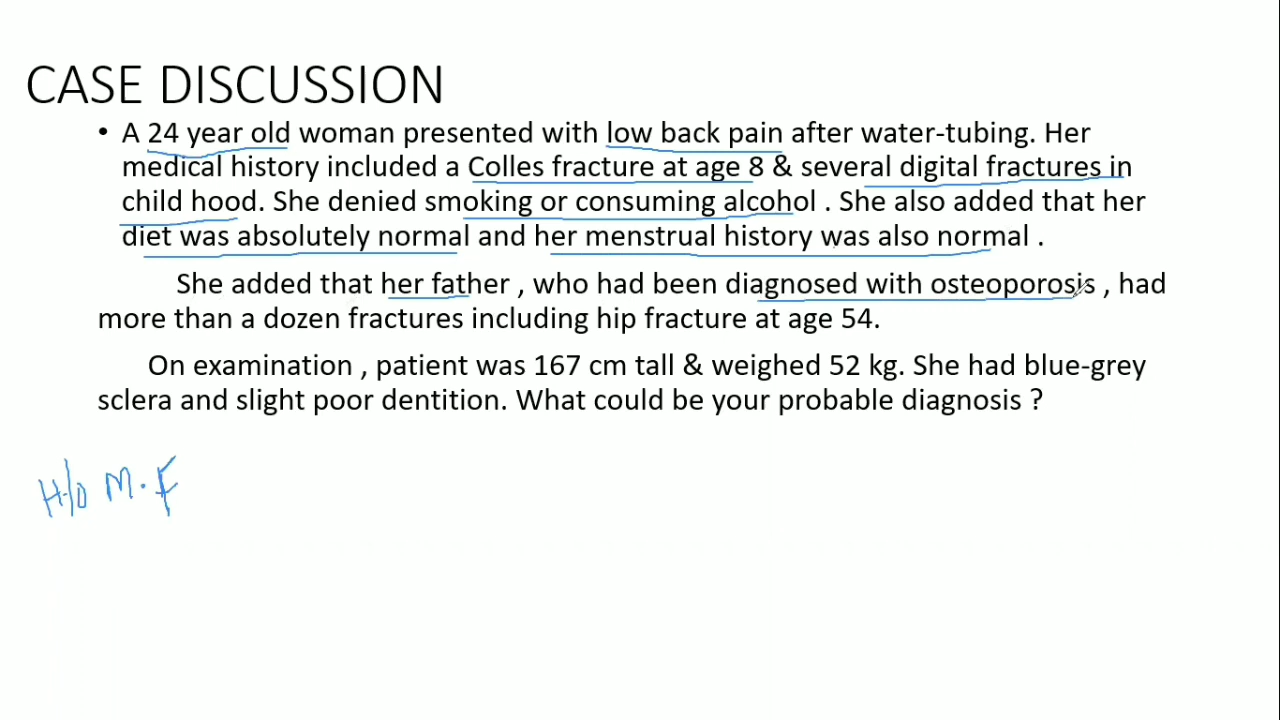 CASE DISCUSSION
• A 24 year old woman presented with low back pain after water-tubing. Her
medical history included a Colles fracture at age 8 & several digital fractures in
child hood. She denied smoking or consuming alcohol . She also added that her
diet was absolutely normal and her menstrual history was also normal .
She added that her father , who had been diagnosed with osteoporosis , had
more than a dozen fractures including hip fracture at age 54.
On examination , patient was 167 cm tall & weighed 52 kg. She had blue-grey
sclera and slight poor dentition. What could be your probable diagnosis ?
H/o M. F